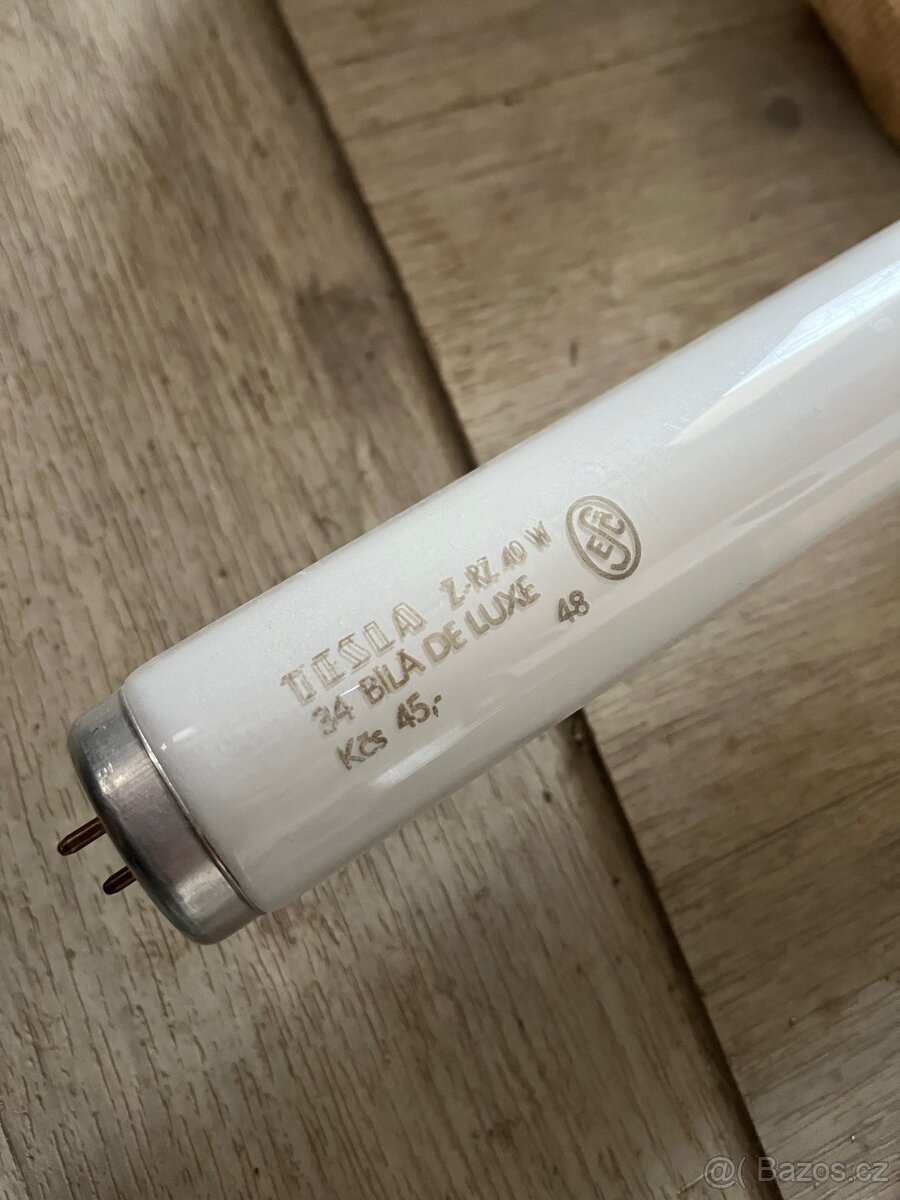 TESLA Z-RZ 40 W
34 BÍLÁ DE LUXE 48
Kčs 45,-
ESČ
@( Bazos.cz